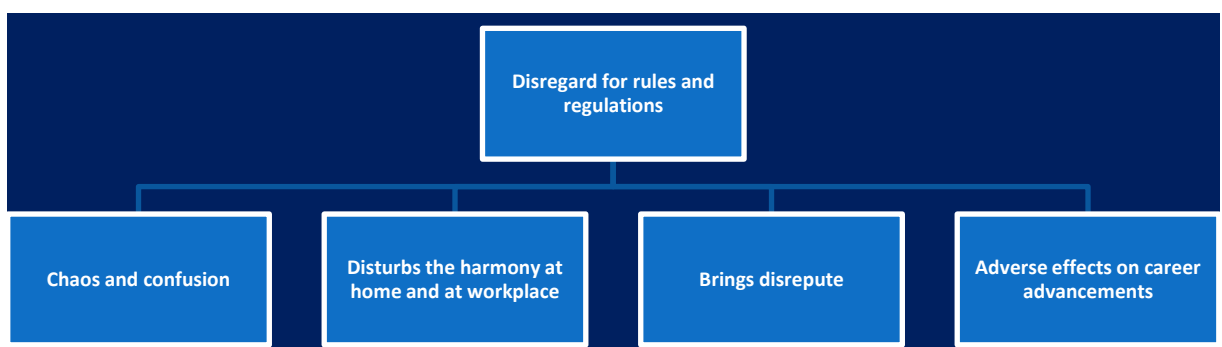 Disregard for rules and
regulations
Chaos and confusion
Disturbs the harmony at
home and at workplace
Brings disrepute
Adverse effects on career
advancements